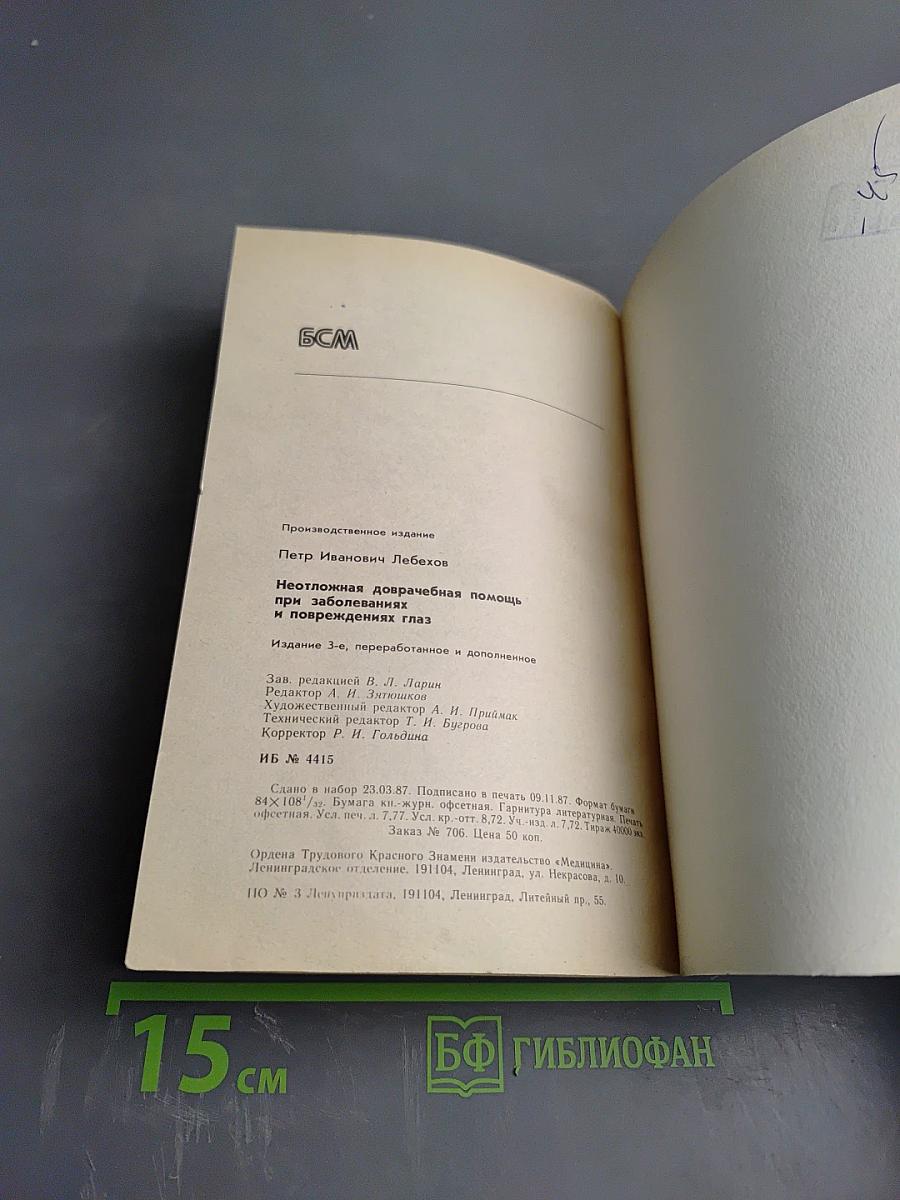 БСМ
Производственное издание
Петр Иванович Лебехов
Неотложная доврачебная помощь
при заболеваниях
и повреждениях глаз
Издание 3-е, переработанное и дополненное
Зав. редакцией В. Л. Ларин
Редактор А. И. Зятюшков
Художественный редактор А. И. Приймак
Технический редактор Т. И. Бугрова
Корректор Р. И. Гольдина
ИБ № 4415
Сдано в набор 23.03.87. Подписано в печать 09.11.87. Формат бумаги
84×108¹/₃₂. Бумага кн.-журн. офсетная. Гарнитура литературная. Печать
офсетная. Усл. печ. л. 7,77. Усл. кр.-отт. 8,72. Уч.-изд. л. 7,72. Тираж 40000 экз.
Заказ № 706. Цена 50 коп.
Ордена Трудового Красного Знамени издательство «Медицина».
Ленинградское отделение. 191104, Ленинград, ул. Некрасова, д. 10.
ПО № 3 Ленуприздата, 191104, Ленинград, Литейный пр., 55.
15 см
БФ ГИБЛИОФАН